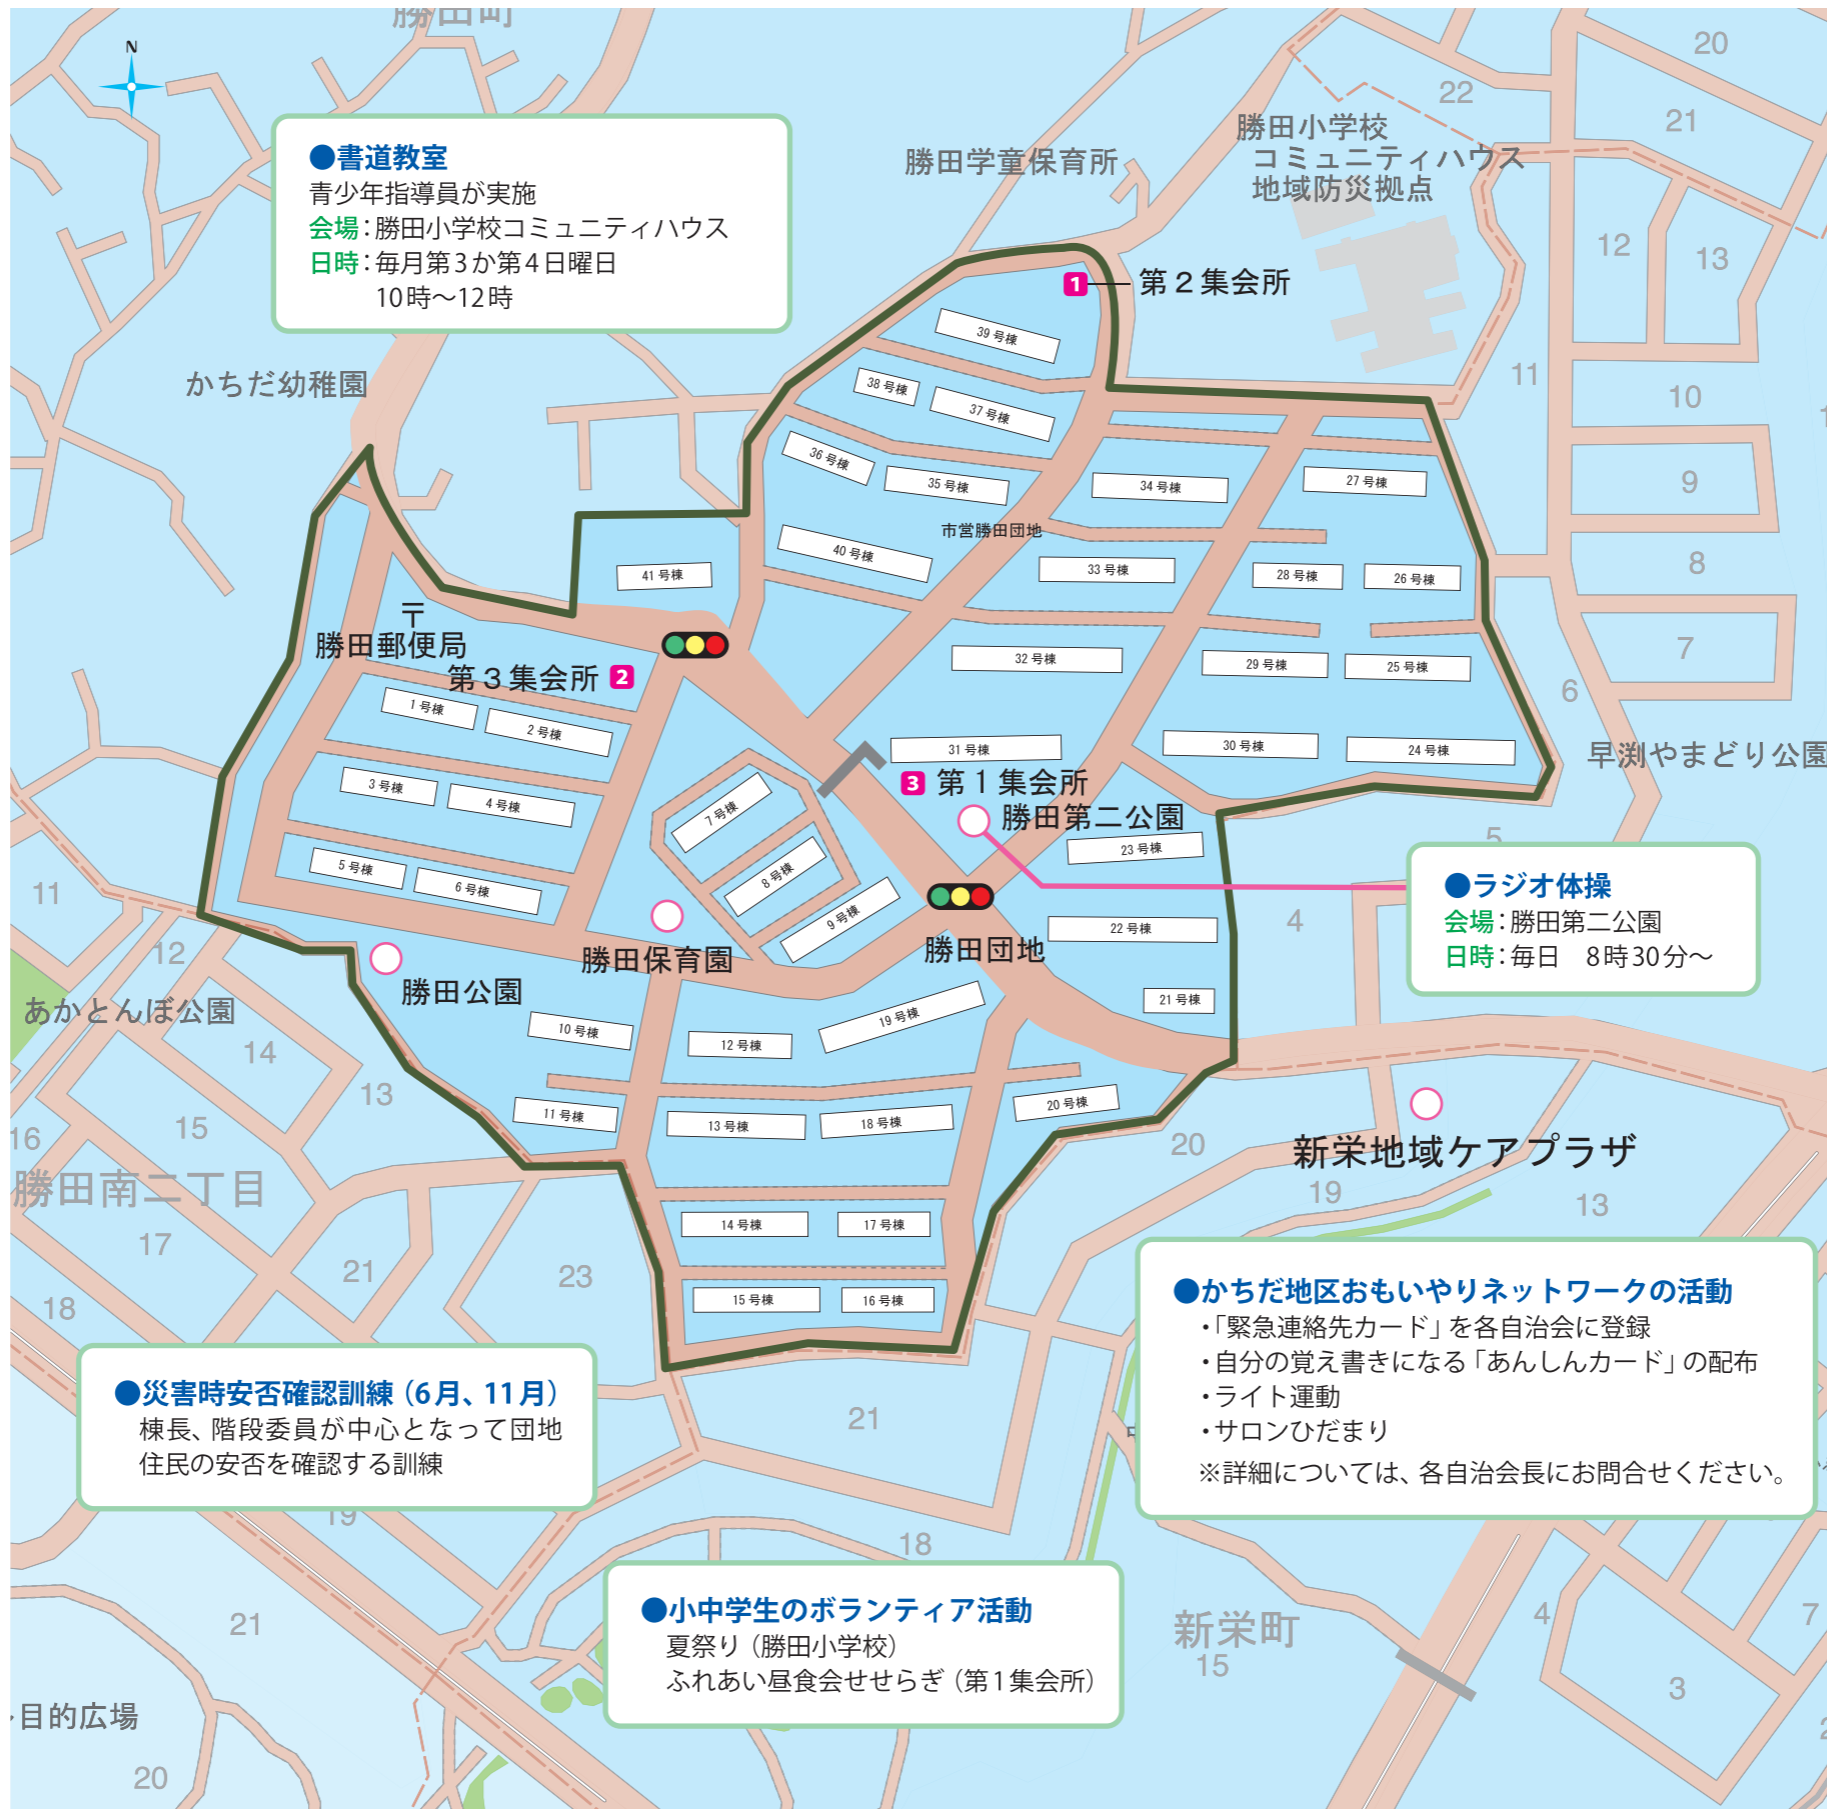 勝田町
N
20
22
21
勝田小学校
コミュニティハウス
地域防災拠点
勝田学童保育所
●書道教室
青少年指導員が実施
会場：勝田小学校コミュニティハウス
日時：毎月第3か第4日曜日
10時～12時
12
13
1 第2集会所
39号棟
かちだ幼稚園
38号棟
37号棟
11
10
36号棟
35号棟
34号棟
27号棟
9
市営勝田団地
40号棟
41号棟
33号棟
28号棟
26号棟
8
〒
勝田郵便局
第3集会所 2
32号棟
29号棟
25号棟
7
6
1号棟
2号棟
31号棟
30号棟
24号棟
早渕やまどり公園
3号棟
4号棟
3 第1集会所
勝田第二公園
7号棟
23号棟
5
5号棟
6号棟
8号棟
9号棟
●ラジオ体操
会場：勝田第二公園
日時：毎日　8時30分～
11
4
22号棟
勝田団地
勝田保育園
12
勝田公園
あかとんぼ公園
21号棟
10号棟
12号棟
19号棟
14
13
11号棟
13号棟
18号棟
20号棟
16
15
20
新栄地域ケアプラザ
勝田南二丁目
19
13
17
14号棟
17号棟
21
23
15号棟
16号棟
18
●かちだ地区おもいやりネットワークの活動
・「緊急連絡先カード」を各自治会に登録
・自分の覚え書きになる「あんしんカード」の配布
・ライト運動
・サロンひだまり
※詳細については、各自治会長にお問合せください。
●災害時安否確認訓練（6月、11月）
棟長、階段委員が中心となって団地
住民の安否を確認する訓練
21
19
18
●小中学生のボランティア活動
夏祭り（勝田小学校）
ふれあい昼食会せせらぎ（第1集会所）
21
新栄町
15
4
7
3
目的広場
20